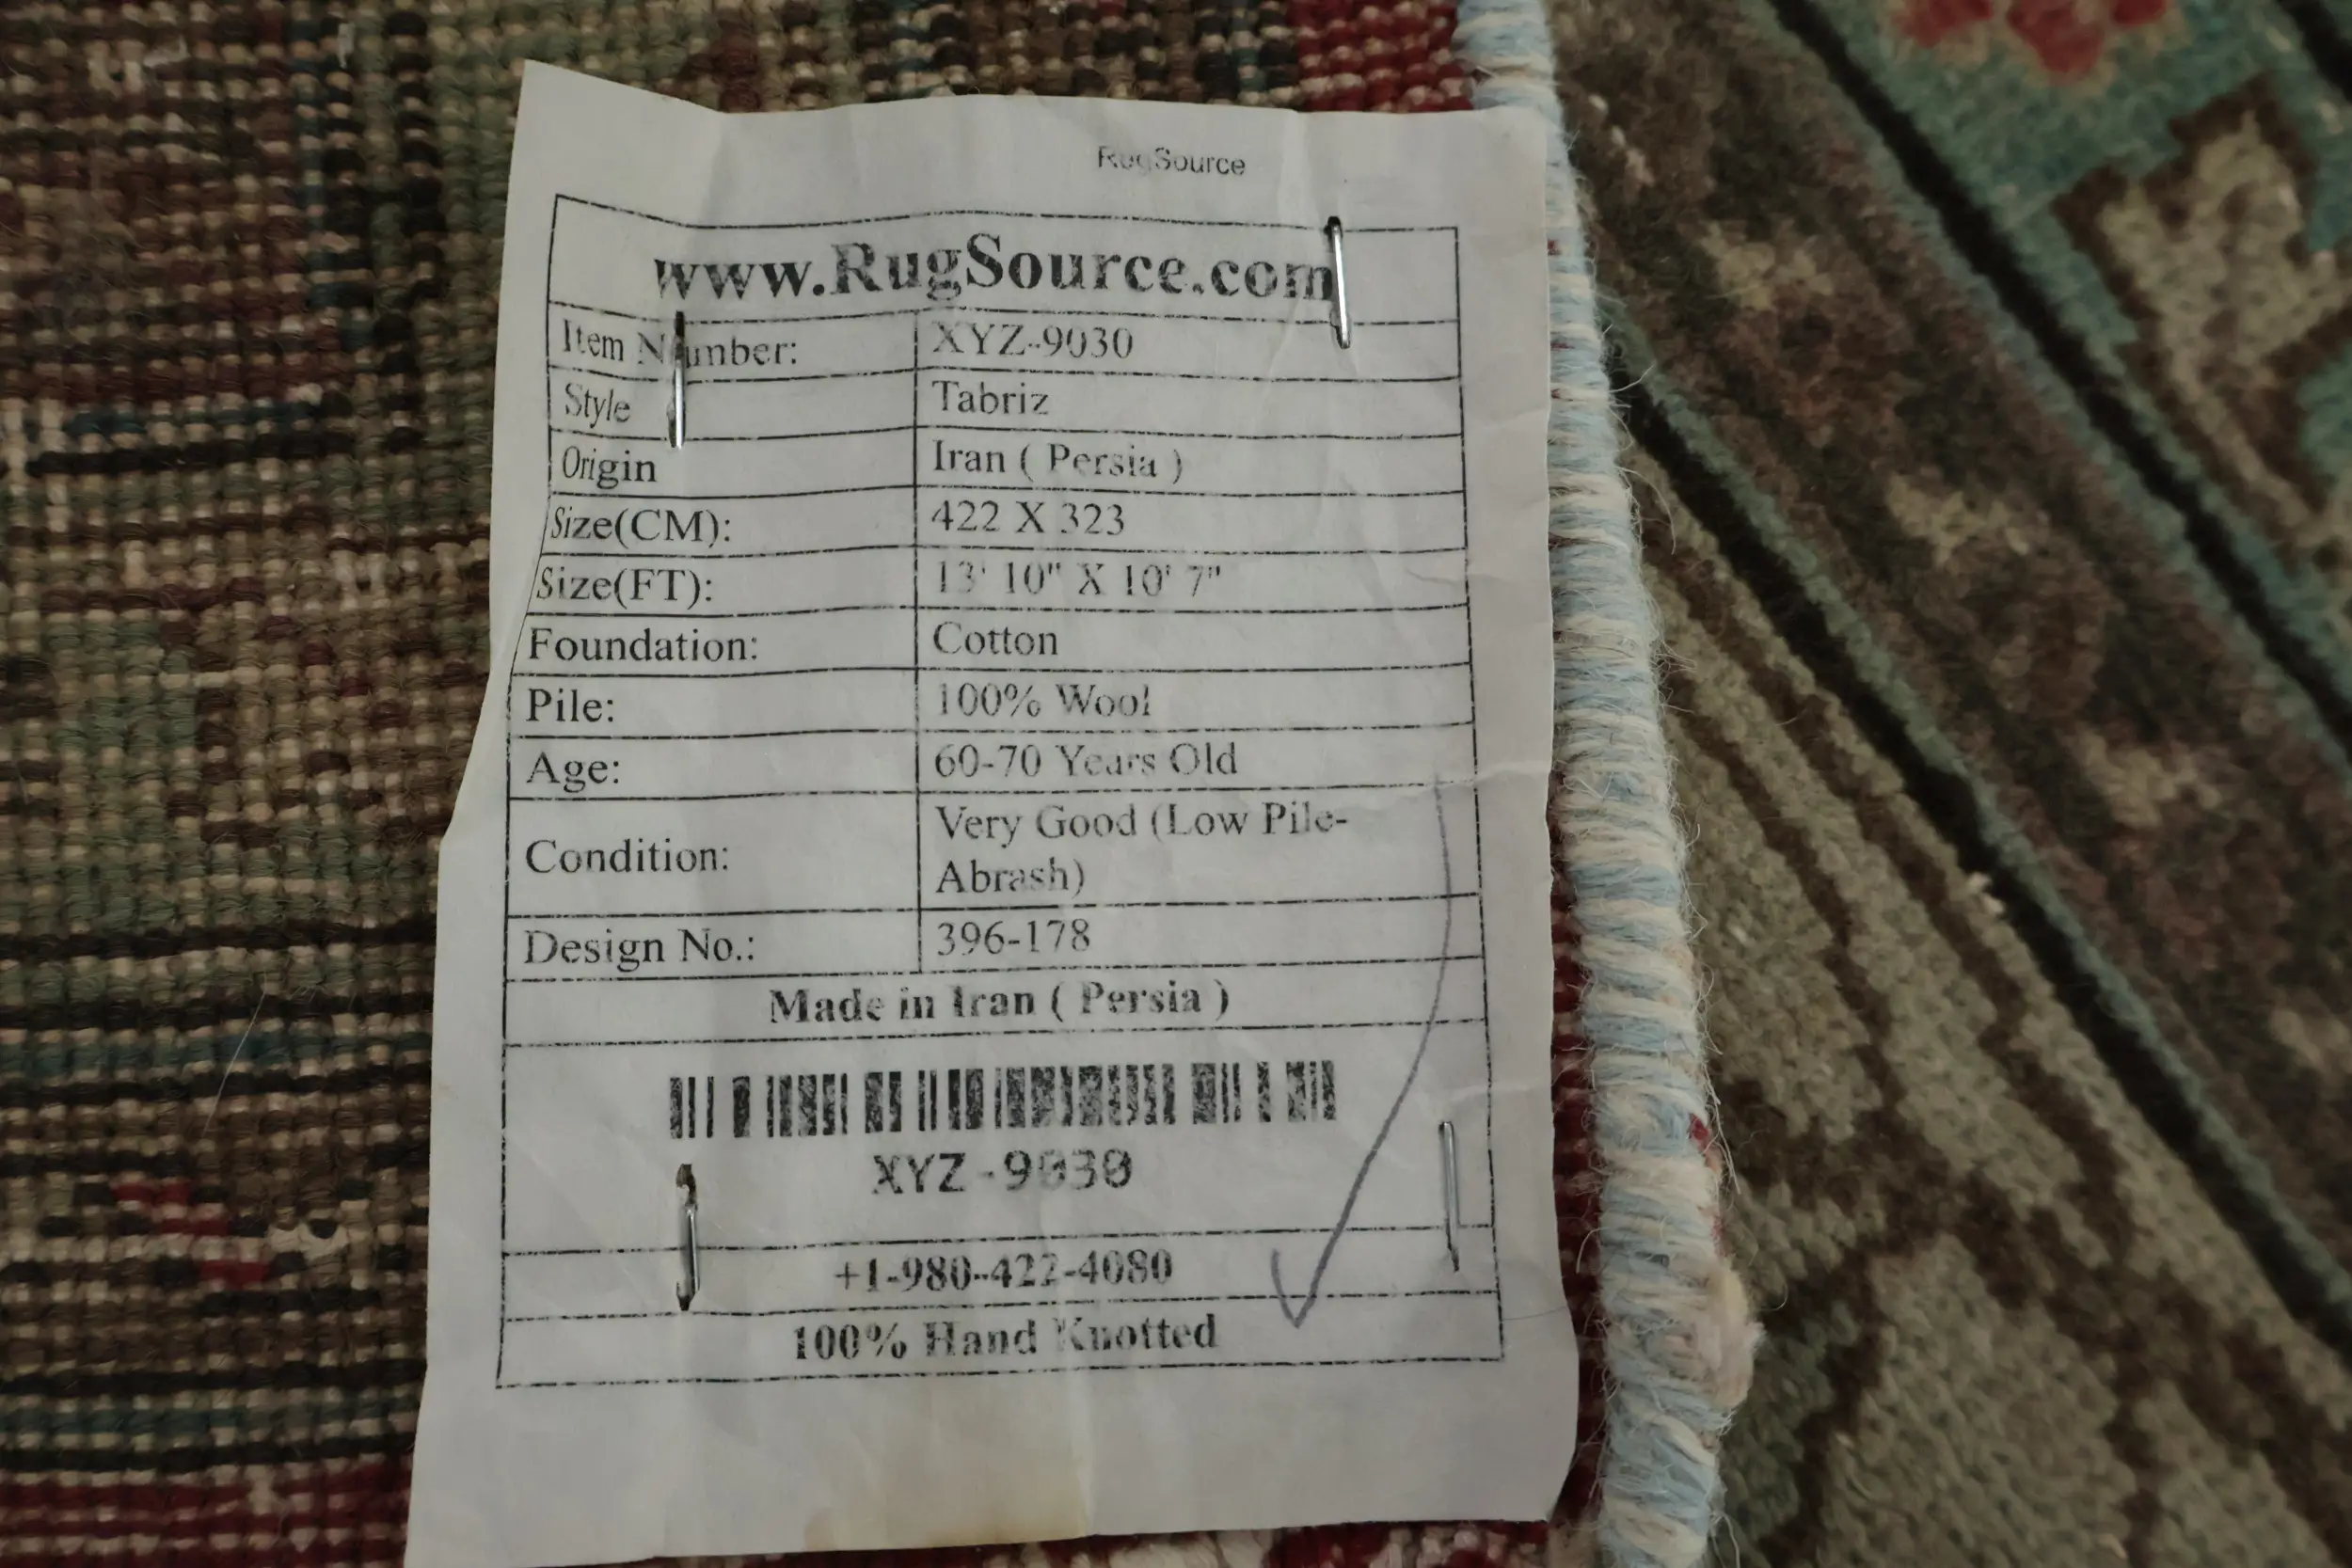 RugSource
www.RugSource.com
Item Number: XYZ-9030
Style Tabriz
Origin Iran ( Persia )
Size(CM): 422 X 323
Size(FT): 13' 10" X 10' 7"
Foundation: Cotton
Pile: 100% Wool
Age: 60-70 Years Old
Condition: Very Good (Low Pile-
Abrash)
Design No.: 396-178
Made in Iran ( Persia )
XYZ-9030
+1-980-422-4080
100% Hand Knotted